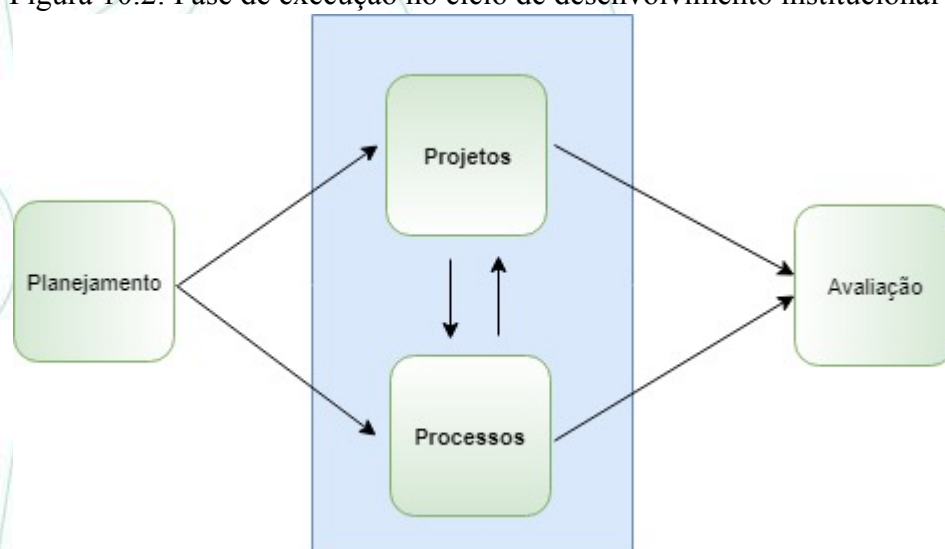 Figura 10.2: Fase de execução no ciclo de desenvolvimento institucional
Projetos
Planejamento
Avaliação
Processos